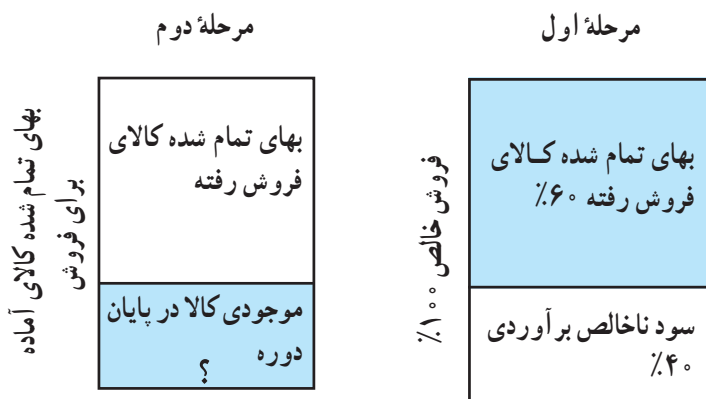 مرحلهٔ اول
فروش خالص ۱۰۰٪
بهای تمام شده کـالای
فروش رفته ۶۰٪
سود ناخالص برآوردی
۴۰٪
مرحلهٔ دوم
بهای تمام شده کالای آماده
برای فروش
بهای تمام شده کالای
فروش رفته
موجودی کالا در پایان
دوره
؟